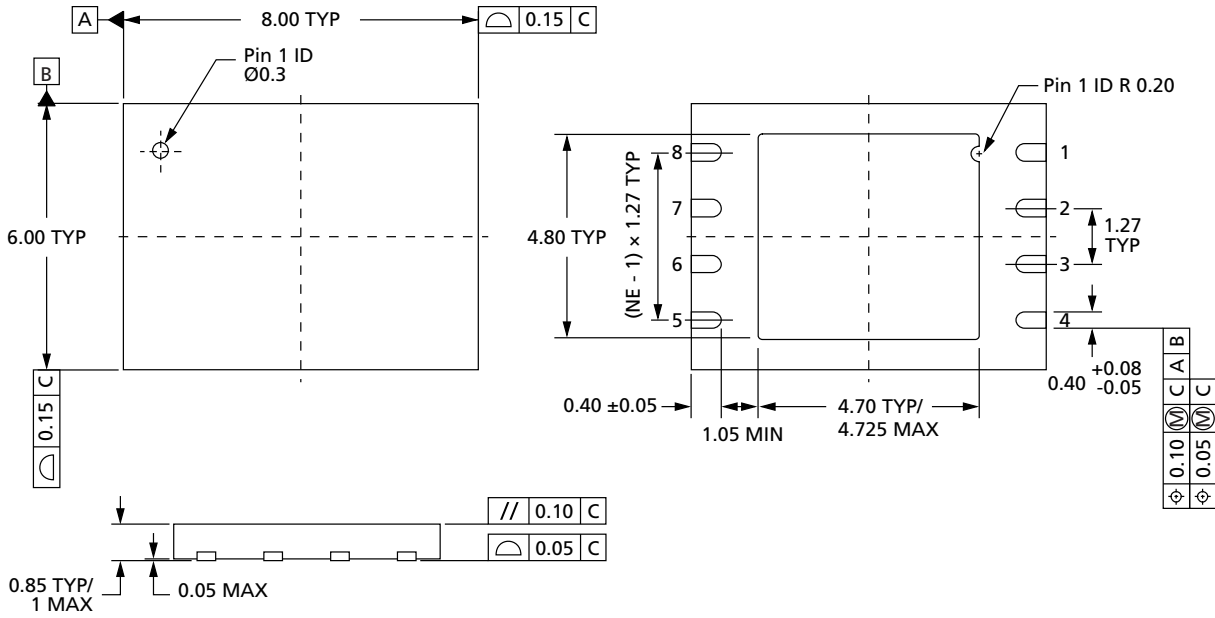 A
8.00 TYP
0.15 C
Pin 1 ID
Ø0.3
B
6.00 TYP
0.15 C
Pin 1 ID R 0.20
4.80 TYP
(NE - 1) × 1.27 TYP
8
7
6
5
1
2
3
4
1.27
TYP
0.40 +0.08
-0.05
0.10 M C A B
0.05 M C
0.40 ±0.05
1.05 MIN
4.70 TYP/
4.725 MAX
// 0.10 C
0.05 C
0.85 TYP/
1 MAX
0.05 MAX